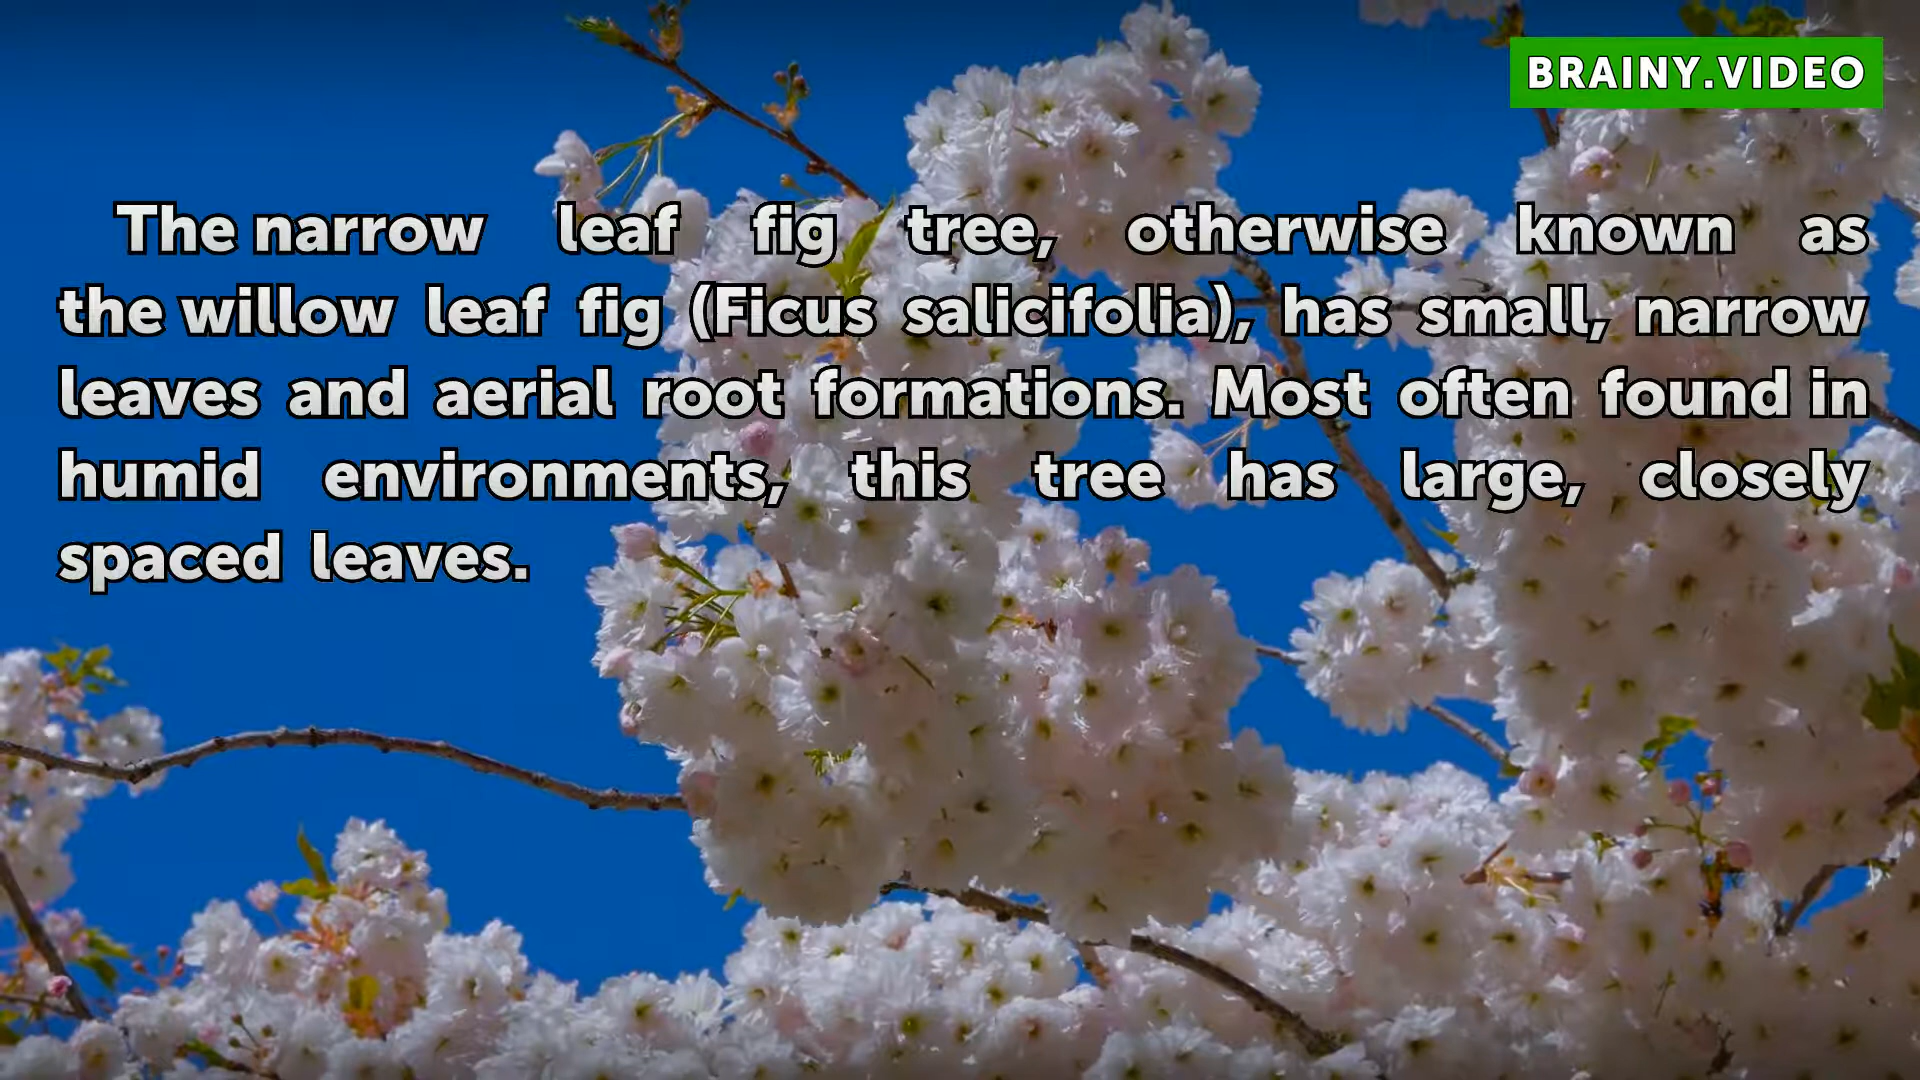 BRAINY.VIDEO
The narrow leaf fig tree, otherwise known as
the willow leaf fig (Ficus salicifolia), has small, narrow
leaves and aerial root formations. Most often found in
humid environments, this tree has large, closely
spaced leaves.